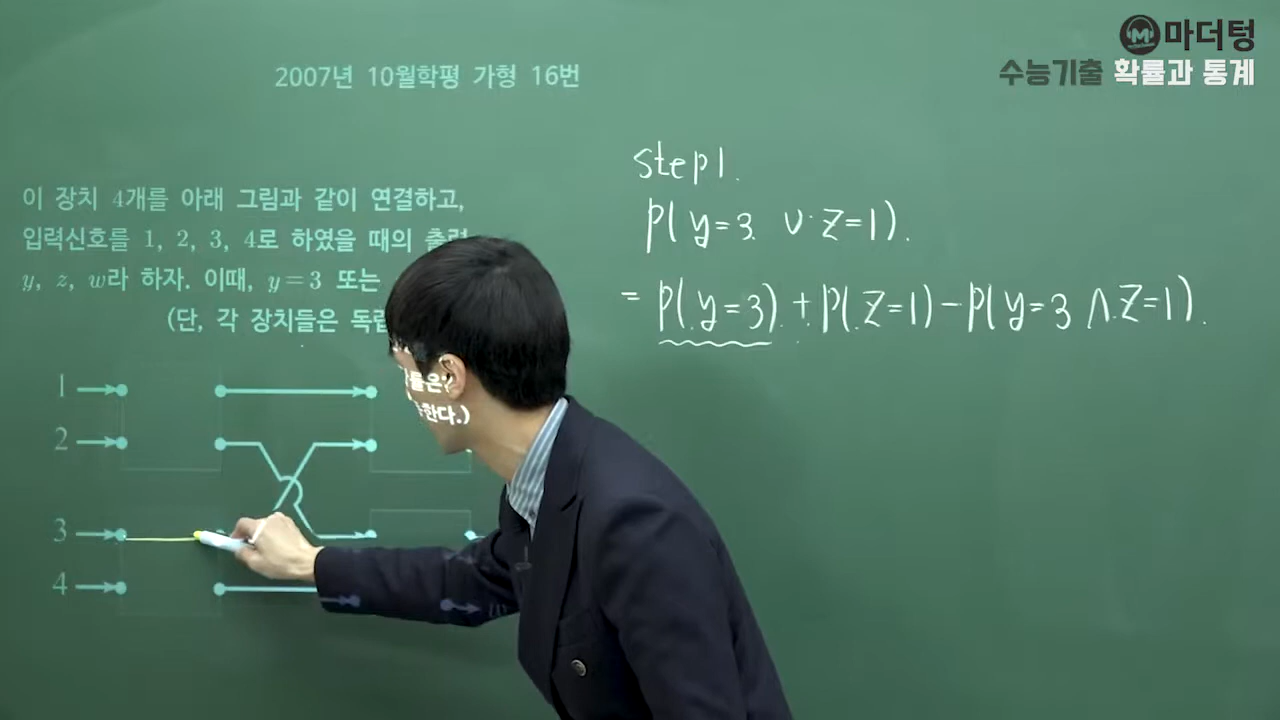 마더텅
수능기출 확률과 통계
2007년 10월학평 가형 16번
이 장치 4개를 아래 그림과 같이 연결하고,
입력신호를 1, 2, 3, 4로 하였을 때의 출력
y, z, w라 하자. 이때, y=3 또는
(단, 각 장치들은 독립
들은?
한다.)
1
2
3
4
w
step1.
P(y=3 ∪ z=1).
= P(y=3) + P(z=1) - P(y=3 ∧ z=1).